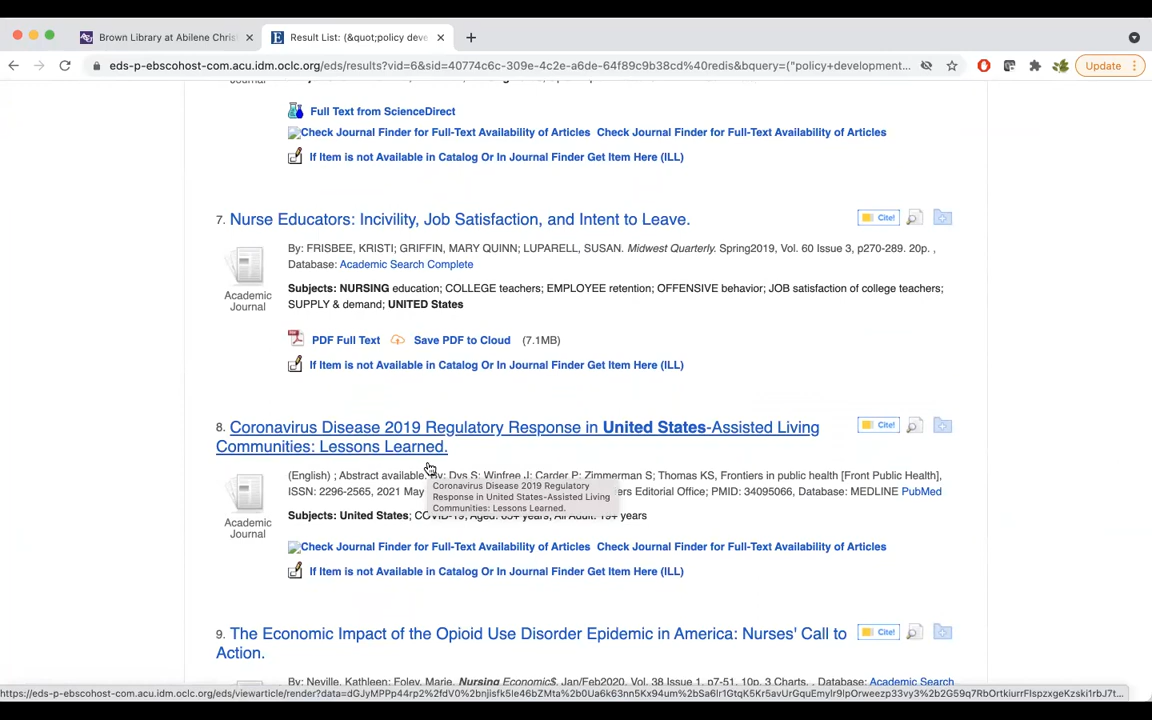 Brown Library at Abilene Chris
Result List: (&quot;policy deve
eds-p-ebscohost-com.acu.idm.oclc.org/eds/results?vid=6&sid=40774c6c-309e-4c2e-a6de-64f89c9b38cd%40redis&bquery=("policy+development...
Update
Journal
Full Text from ScienceDirect
Check Journal Finder for Full-Text Availability of Articles Check Journal Finder for Full-Text Availability of Articles
If Item is not Available in Catalog Or In Journal Finder Get Item Here (ILL)
7. Nurse Educators: Incivility, Job Satisfaction, and Intent to Leave.
Cite!
By: FRISBEE, KRISTI; GRIFFIN, MARY QUINN; LUPARELL, SUSAN. Midwest Quarterly. Spring2019, Vol. 60 Issue 3, p270-289. 20p. ,
Database: Academic Search Complete
Academic
Journal
Subjects: NURSING education; COLLEGE teachers; EMPLOYEE retention; OFFENSIVE behavior; JOB satisfaction of college teachers;
SUPPLY & demand; UNITED States
PDF Full Text Save PDF to Cloud (7.1MB)
If Item is not Available in Catalog Or In Journal Finder Get Item Here (ILL)
8. Coronavirus Disease 2019 Regulatory Response in United States-Assisted Living
Communities: Lessons Learned.
Cite!
(English) ; Abstract available. By: Dys S; Winfree J; Carder P; Zimmerman S; Thomas KS, Frontiers in public health [Front Public Health],
ISSN: 2296-2565, 2021 May
Editorial Office; PMID: 34095066, Database: MEDLINE PubMed
Coronavirus Disease 2019 Regulatory
Response in United States-Assisted Living
Communities: Lessons Learned.
Academic
Journal
Subjects: United States; COVID-19; Aged: 65+ years; All Adult: 19+ years
Check Journal Finder for Full-Text Availability of Articles Check Journal Finder for Full-Text Availability of Articles
If Item is not Available in Catalog Or In Journal Finder Get Item Here (ILL)
9. The Economic Impact of the Opioid Use Disorder Epidemic in America: Nurses' Call to
Action.
Cite!
By: Neville, Kathleen; Foley, Marie. Nursing Economic$. Jan/Feb2020, Vol. 38 Issue 1, p7-51. 10p. 3 Charts. , Database: Academic Search